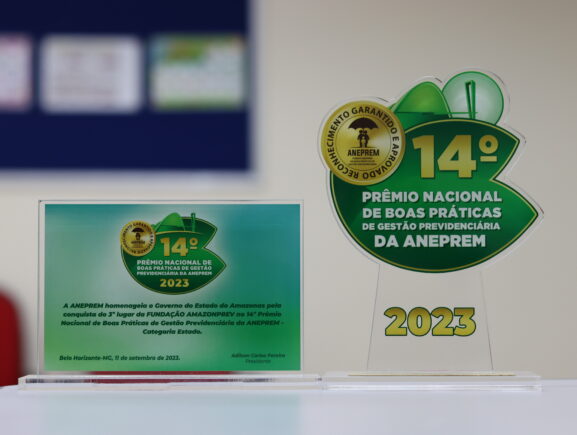 14º
PRÊMIO NACIONAL DE
BOAS PRÁTICAS DE GESTÃO
PREVIDENCIÁRIA DA ANEPREM
2023
A ANEPREM homenageia o Governo do Estado do Amazonas pela
conquista do 3º lugar da FUNDAÇÃO AMAZONPREV no 14º Prêmio
Nacional de Boas Práticas de Gestão Previdenciária da ANEPREM -
Categoria Estado.
Belo Horizonte-MG, 11 de setembro de 2023.
Adilson Carlos Pereira
Presidente
RECONHECIMENTO GARANTIDO E APROVADO
ANEPREM
14º
PRÊMIO NACIONAL
DE BOAS PRÁTICAS
DE GESTÃO PREVIDENCIÁRIA
DA ANEPREM
2023